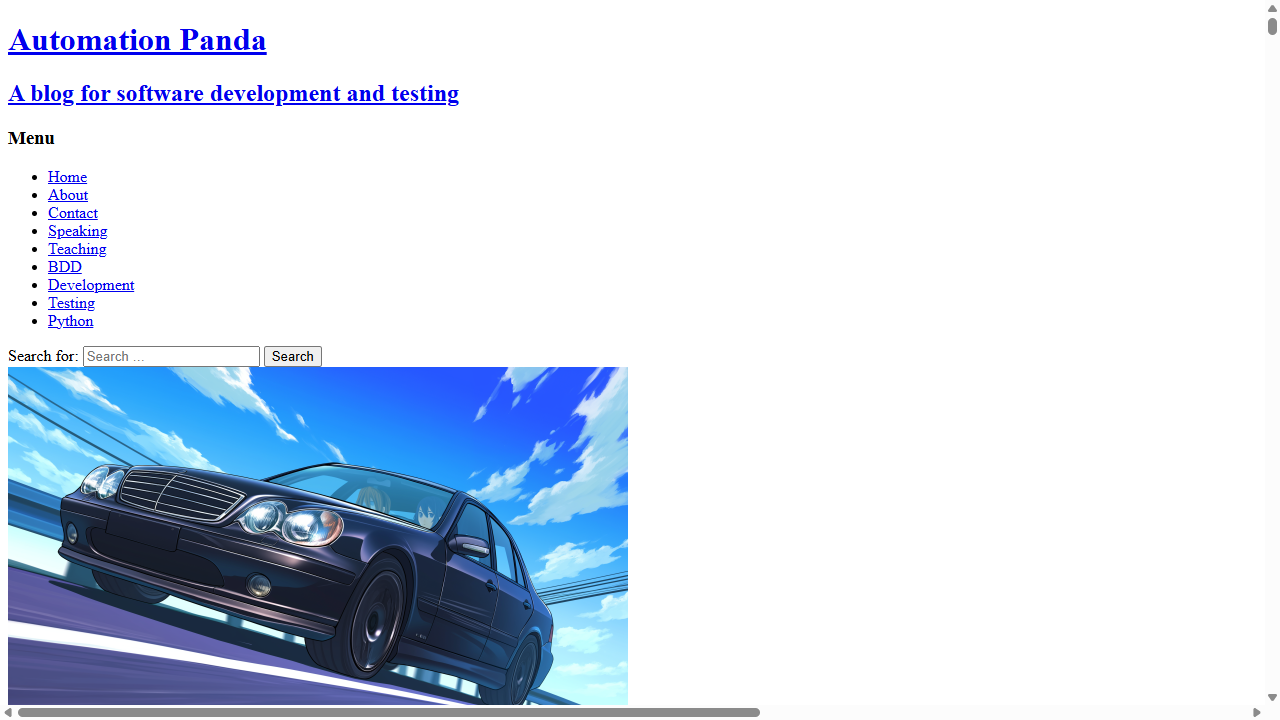 Automation Panda
A blog for software development and testing
Menu
Home
About
Contact
Speaking
Teaching
BDD
Development
Testing
Python
Search for: Search … Search